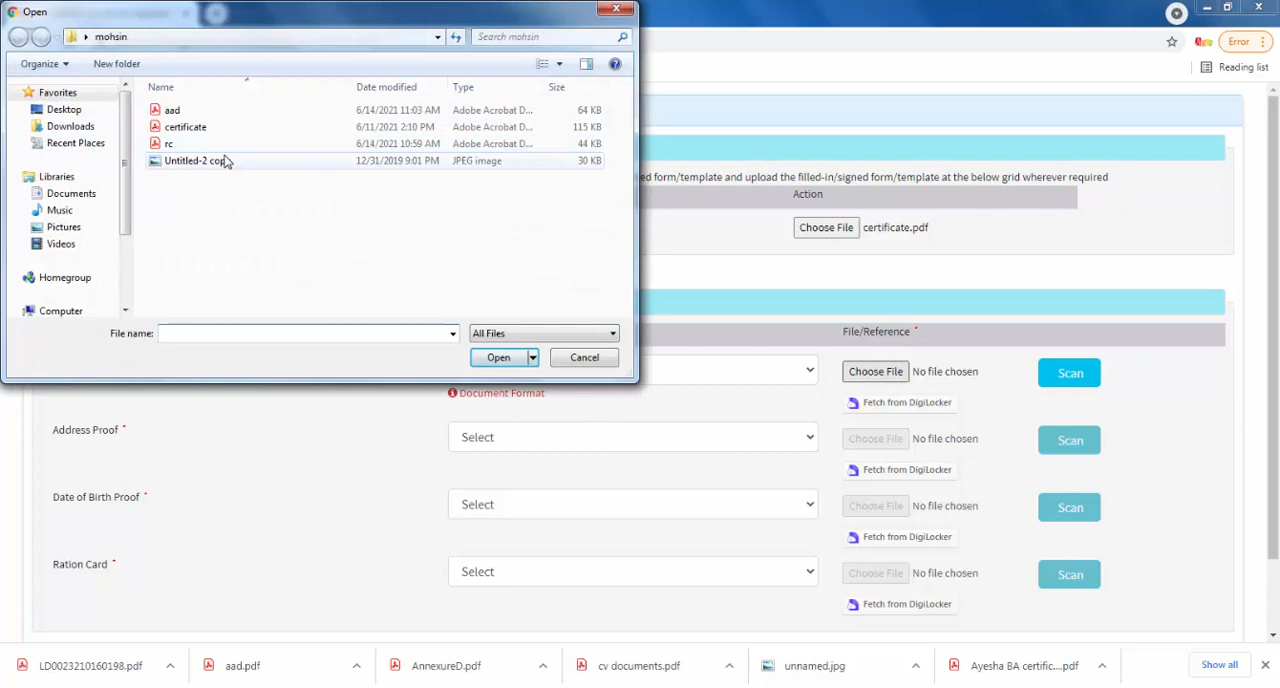 Open
mohsin
Search mohsin
Error
Reading list
Organize
New folder
Name Date modified Type Size
Favorites
Desktop
Downloads
Recent Places
Libraries
Documents
Music
Pictures
Videos
Homegroup
Computer
aad 6/14/2021 11:03 AM Adobe Acrobat D... 64 KB
certificate 6/11/2021 2:10 PM Adobe Acrobat D... 115 KB
rc 6/14/2021 10:59 AM Adobe Acrobat D... 44 KB
Untitled-2 cop 12/31/2019 9:01 PM JPEG image 30 KB
File name: All Files
Open Cancel
ed form/template and upload the filled-in/signed form/template at the below grid wherever required
Action
Choose File certificate.pdf
File/Reference *
Choose File No file chosen Scan
Document Format
Fetch from DigiLocker
Address Proof * Select Choose File No file chosen Scan
Fetch from DigiLocker
Date of Birth Proof * Select Choose File No file chosen Scan
Fetch from DigiLocker
Ration Card * Select Choose File No file chosen Scan
Fetch from DigiLocker
LD0023210160198.pdf aad.pdf AnnexureD.pdf cv documents.pdf unnamed.jpg Ayesha BA certific....pdf Show all